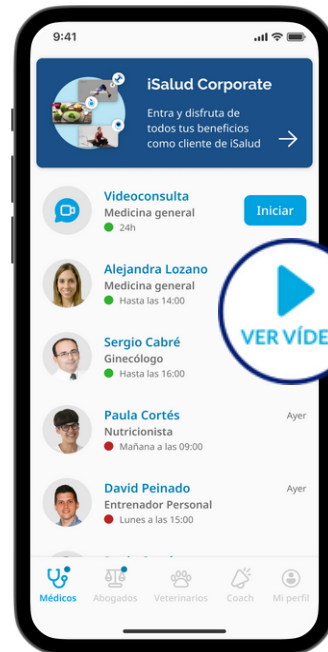 9:41
iSalud Corporate
Entra y disfruta de
todos tus beneficios
como cliente de iSalud
Videoconsulta
Medicina general
24h
Iniciar
Alejandra Lozano
Medicina general
Hasta las 14:00
VER VÍDE
Sergio Cabré
Ginecólogo
Hasta las 16:00
Paula Cortés
Ayer
Nutricionista
Mañana a las 09:00
David Peinado
Ayer
Entrenador Personal
Lunes a las 15:00
Médicos
Abogados
Veterinarios
Coach
Mi perfil